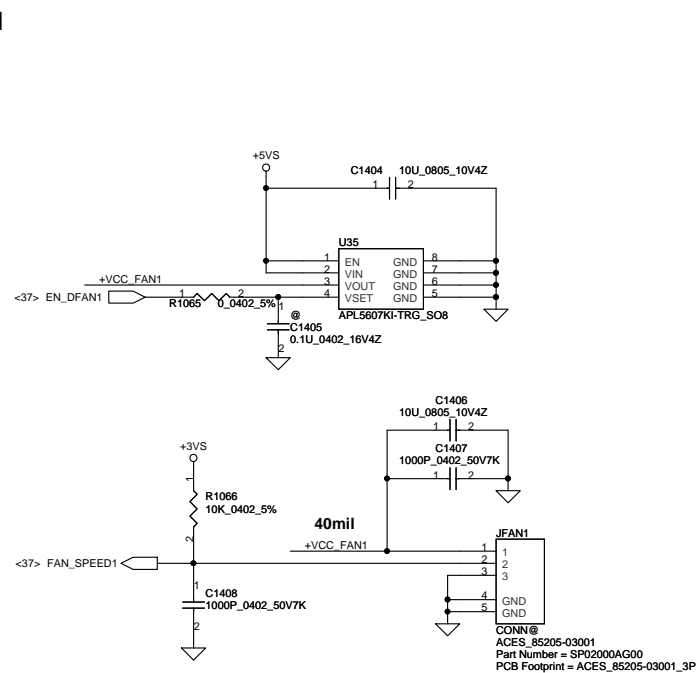 +5VS
C1404 10U_0805_10V4Z
1 2
U35
1 EN GND 8
2 VIN GND 7
+VCC_FAN1 3 VOUT GND 6
<37> EN_DFAN1 1 2 4 VSET GND 5
R1065 0_0402_5%
APL5607KI-TRG_SO8
1
@
C1405
0.1U_0402_16V4Z
2
C1406
10U_0805_10V4Z
1 2
C1407
1000P_0402_50V7K
1 2
+3VS
1
R1066
10K_0402_5%
2
40mil
JFAN1
+VCC_FAN1 1 1
<37> FAN_SPEED1 2 2
3 3
1
C1408
1000P_0402_50V7K
2
4 GND
5 GND
CONN@
ACES_85205-03001
Part Number = SP02000AG00
PCB Footprint = ACES_85205-03001_3P